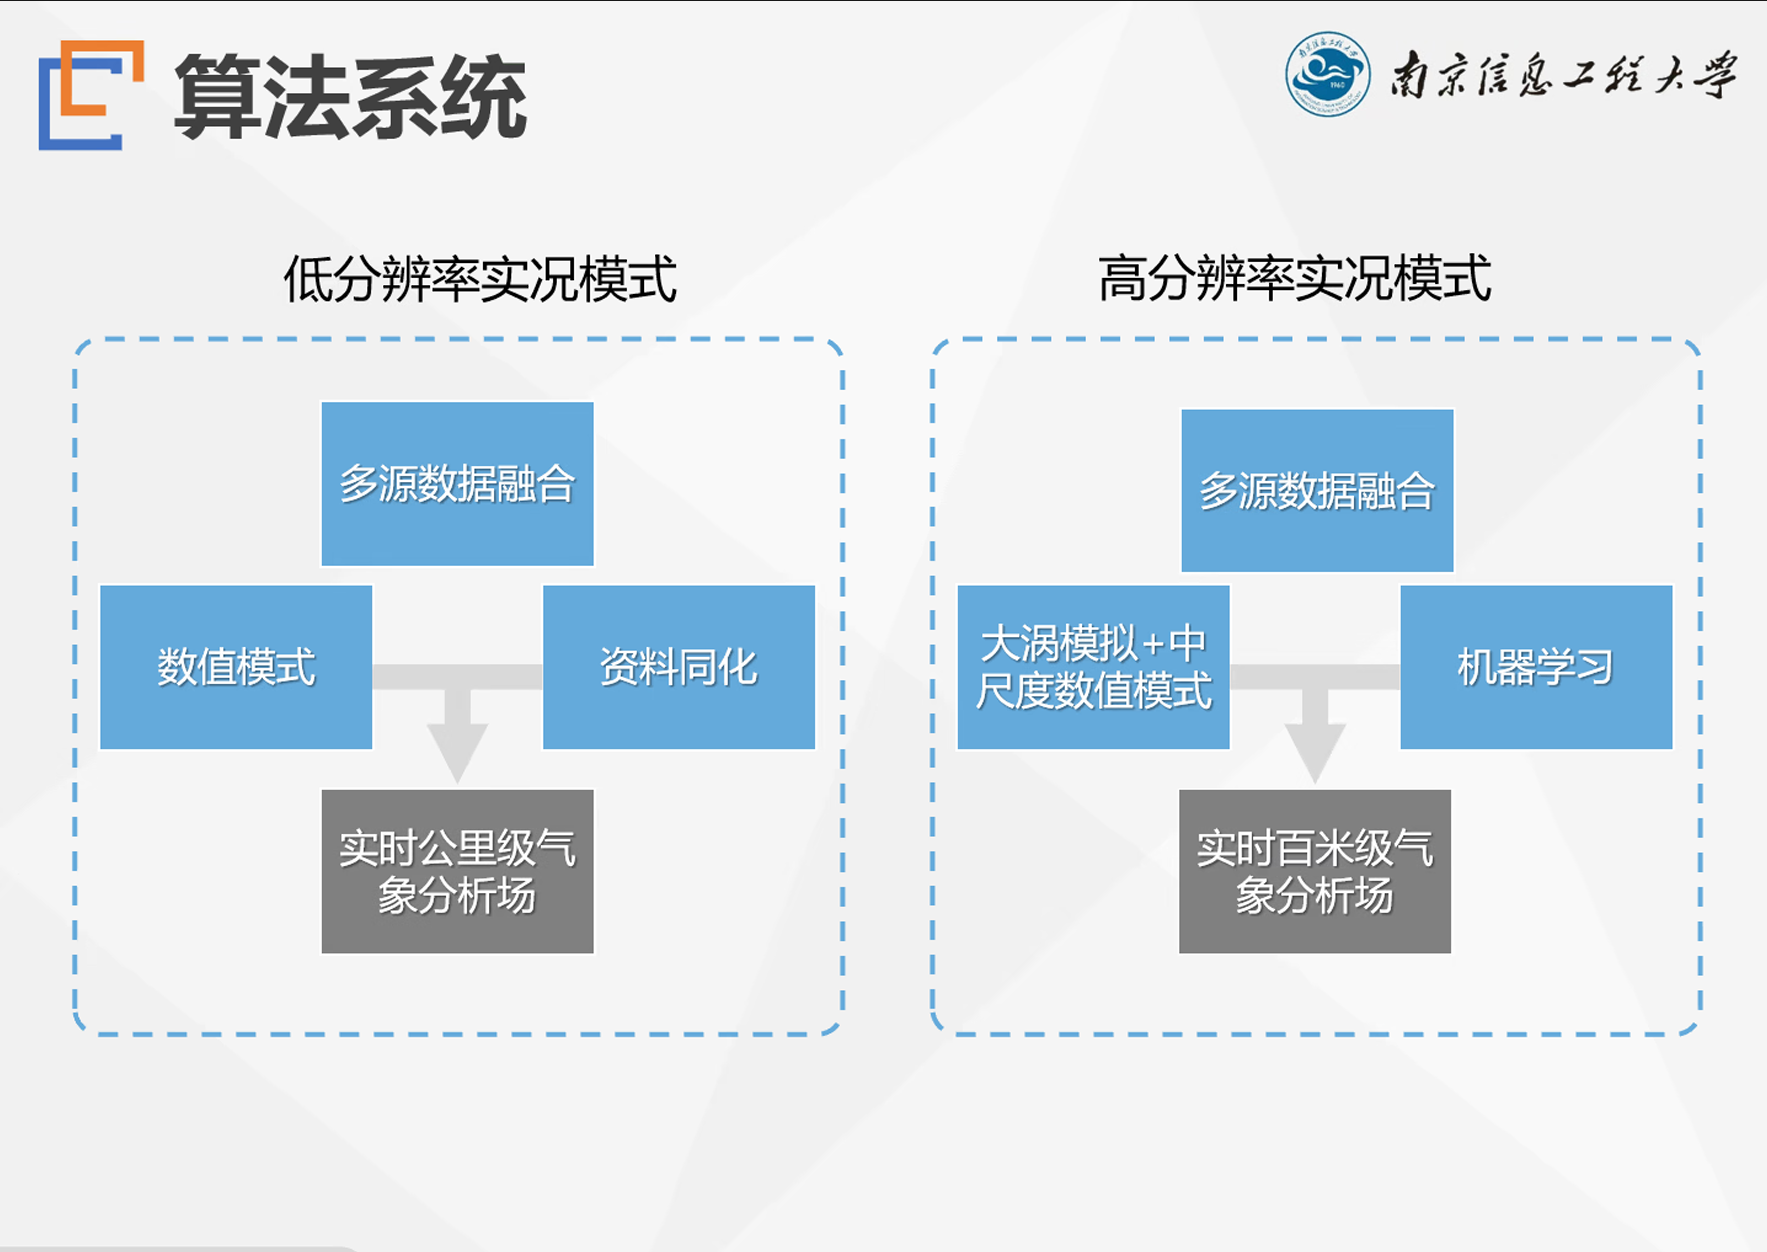 算法系统
南京信息工程大学
1960
低分辨率实况模式
高分辨率实况模式
多源数据融合
数值模式
资料同化
实时公里级气
象分析场
多源数据融合
大涡模拟+中
尺度数值模式
机器学习
实时百米级气
象分析场